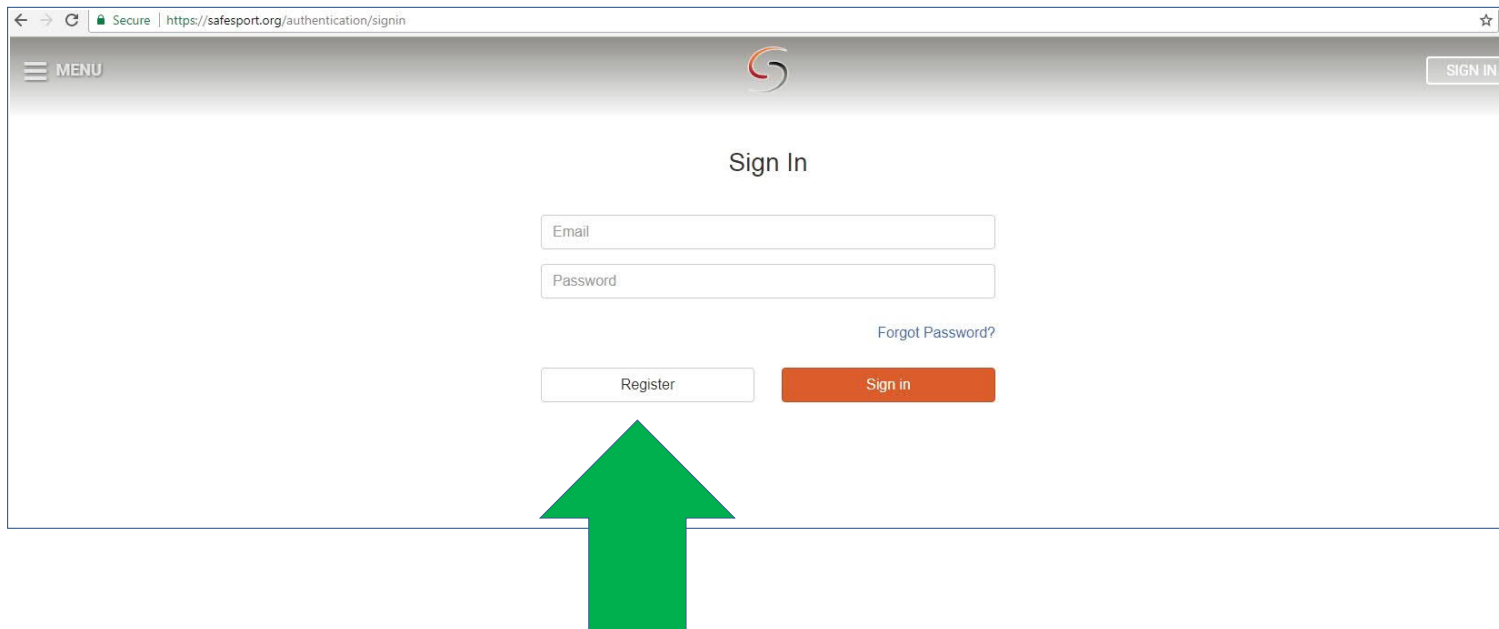 Secure | https://safesport.org/authentication/signin
MENU
SIGN IN
Sign In
Email
Password
Forgot Password?
Register
Sign in